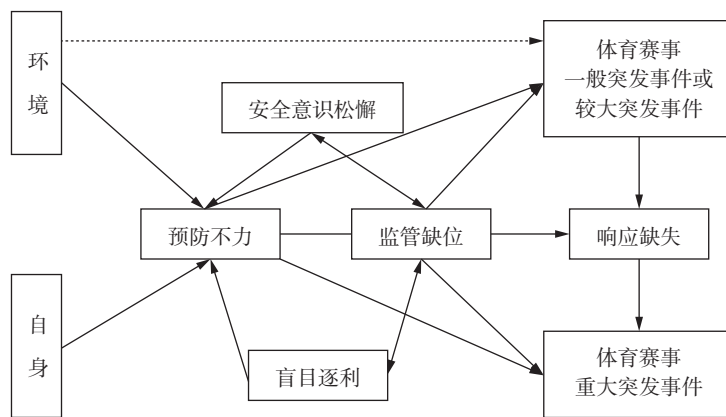 环
境
体育赛事
一般突发事件或
较大突发事件
安全意识松懈
预防不力
监管缺位
响应缺失
自
身
盲目逐利
体育赛事
重大突发事件